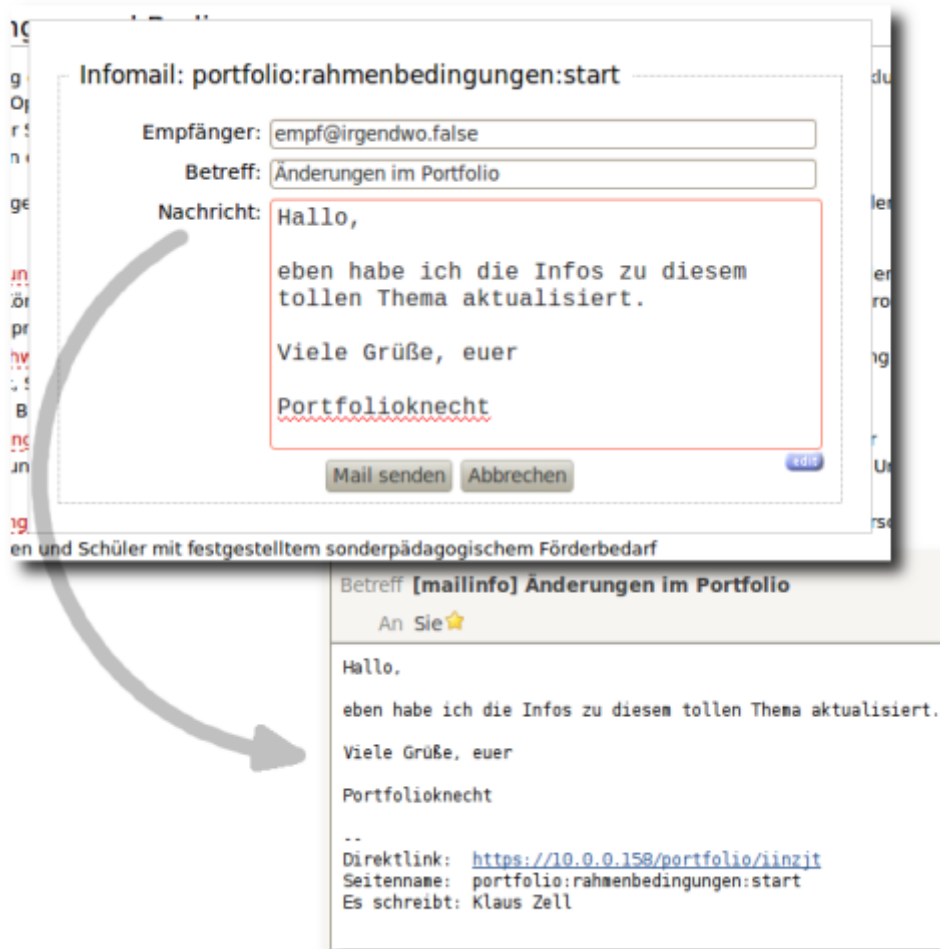 Infomail: portfolio:rahmenbedingungen:start
Empfänger: empf@irgendwo.false
Betreff: Änderungen im Portfolio
Nachricht: Hallo,
eben habe ich die Infos zu diesem
tollen Thema aktualisiert.
Viele Grüße, euer
Portfolioknecht
edit
Mail senden Abbrechen
en und Schüler mit festgestelltem sonderpädagogischem Förderbedarf
Betreff [mailinfo] Änderungen im Portfolio
An Sie
Hallo,
eben habe ich die Infos zu diesem tollen Thema aktualisiert.
Viele Grüße, euer
Portfolioknecht
--
Direktlink: https://10.0.0.158/portfolio/iinzjt
Seitenname: portfolio:rahmenbedingungen:start
Es schreibt: Klaus Zell